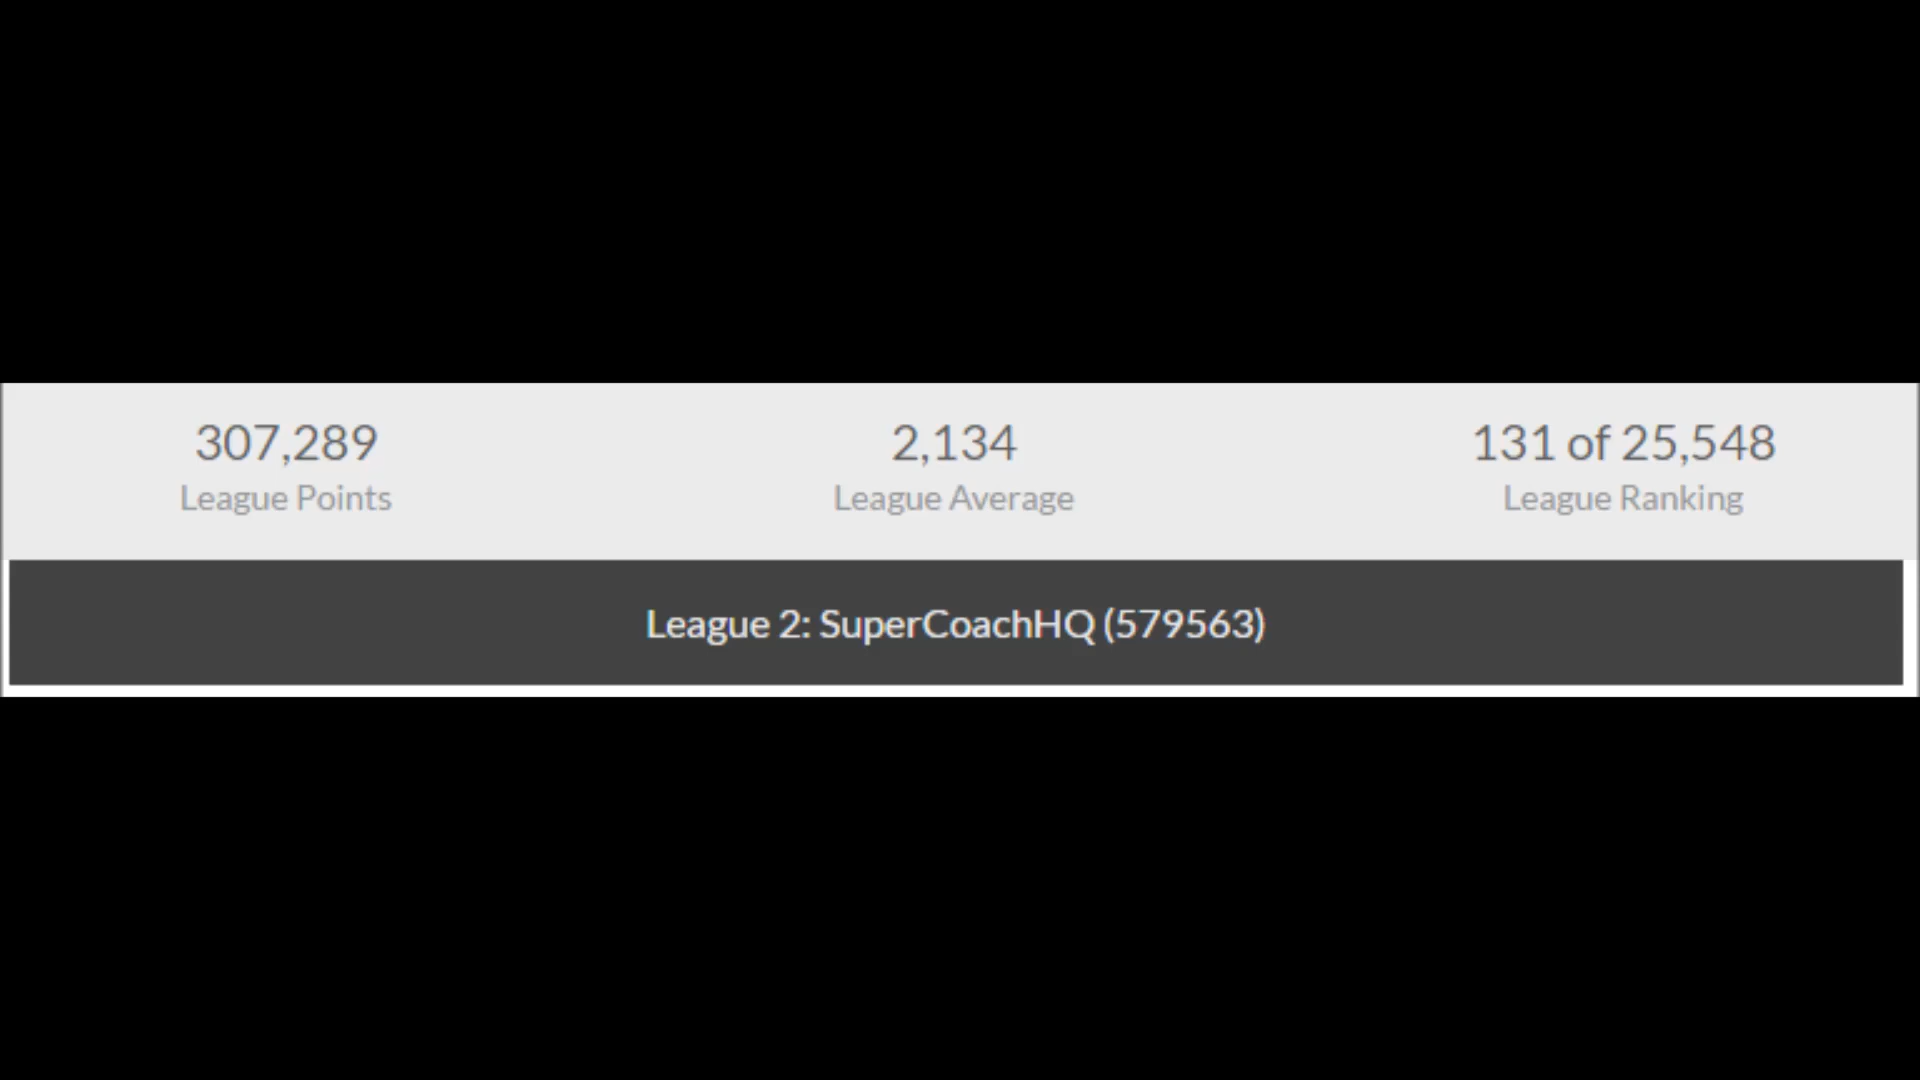 307,289 2,134 131 of 25,548
League Points League Average League Ranking
League 2: SuperCoachHQ (579563)